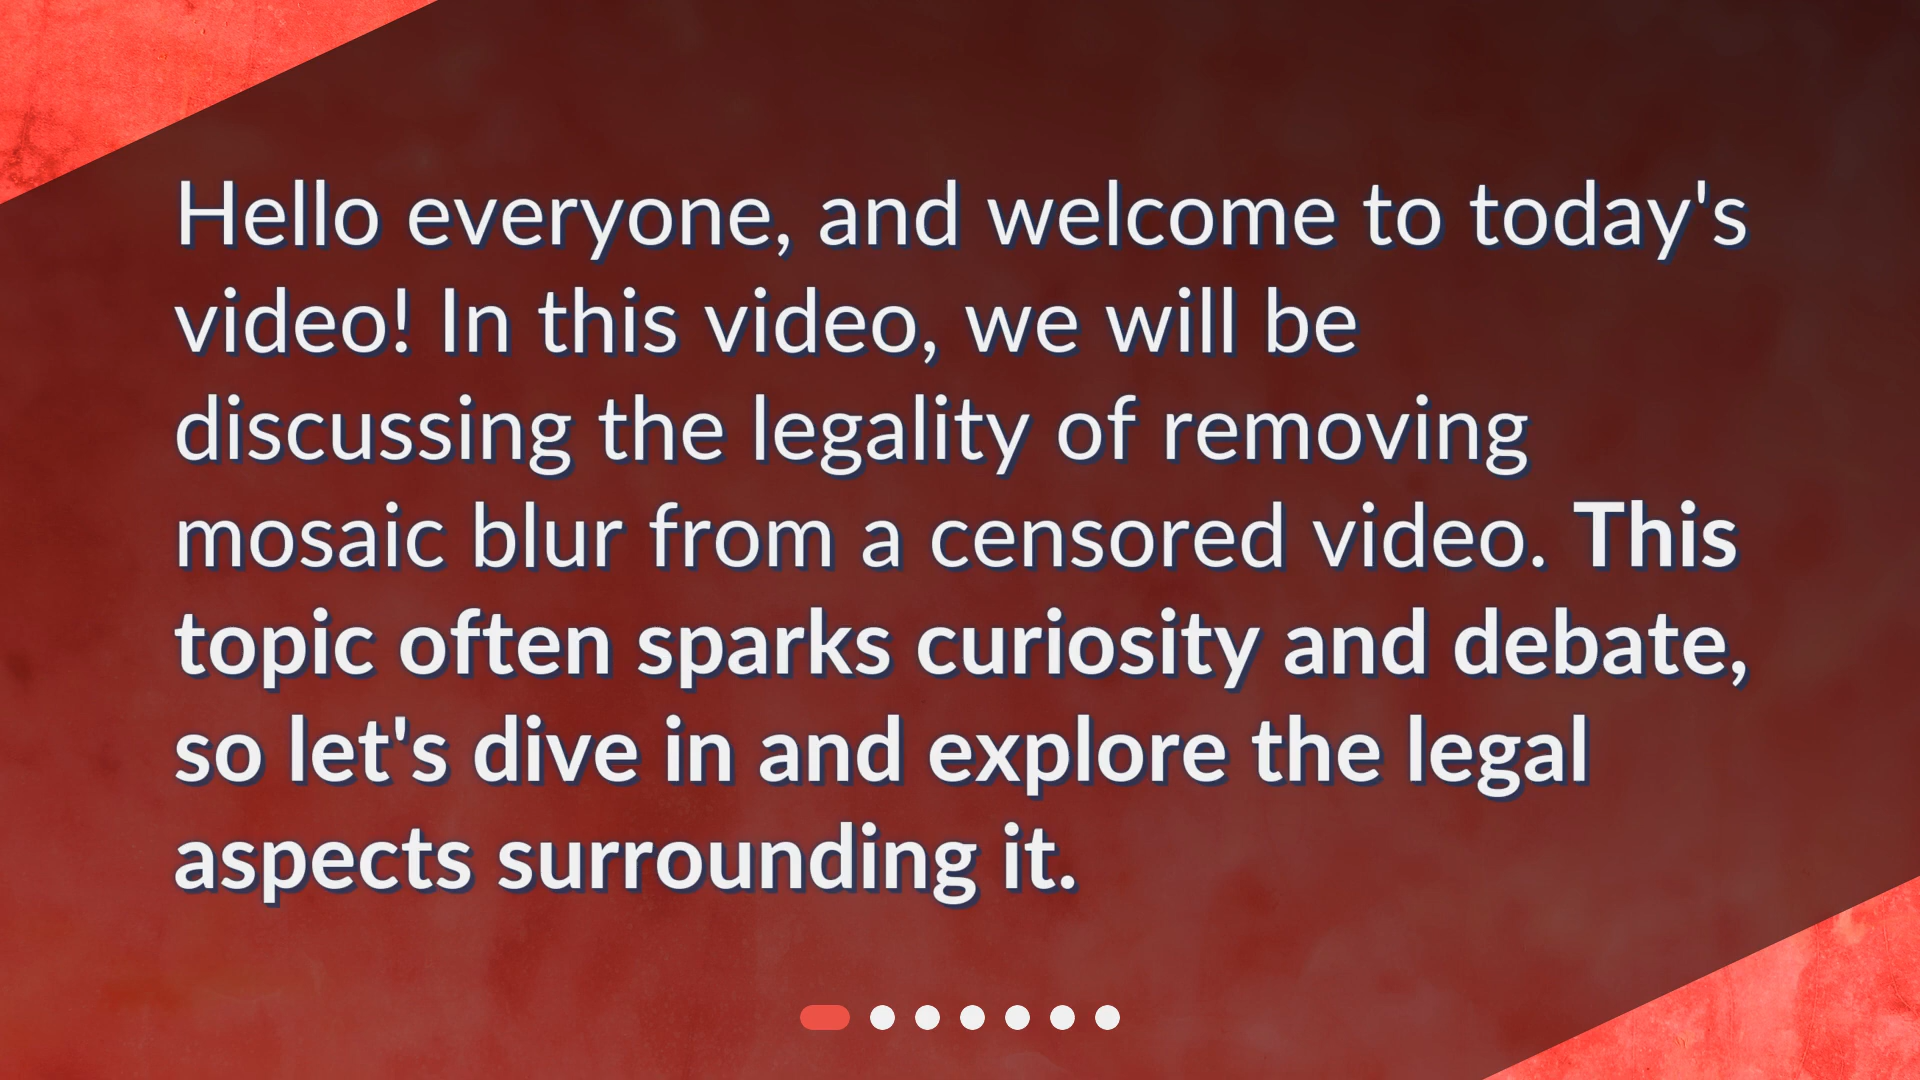 Hello everyone, and welcome to today's
video! In this video, we will be
discussing the legality of removing
mosaic blur from a censored video. This
topic often sparks curiosity and debate,
so let's dive in and explore the legal
aspects surrounding it.